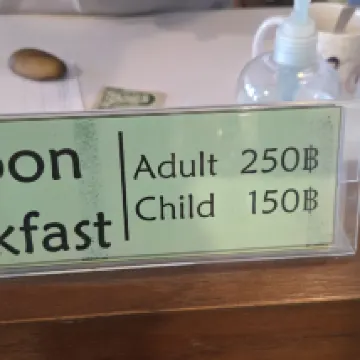 oon Adult 250฿
kfast Child 150฿